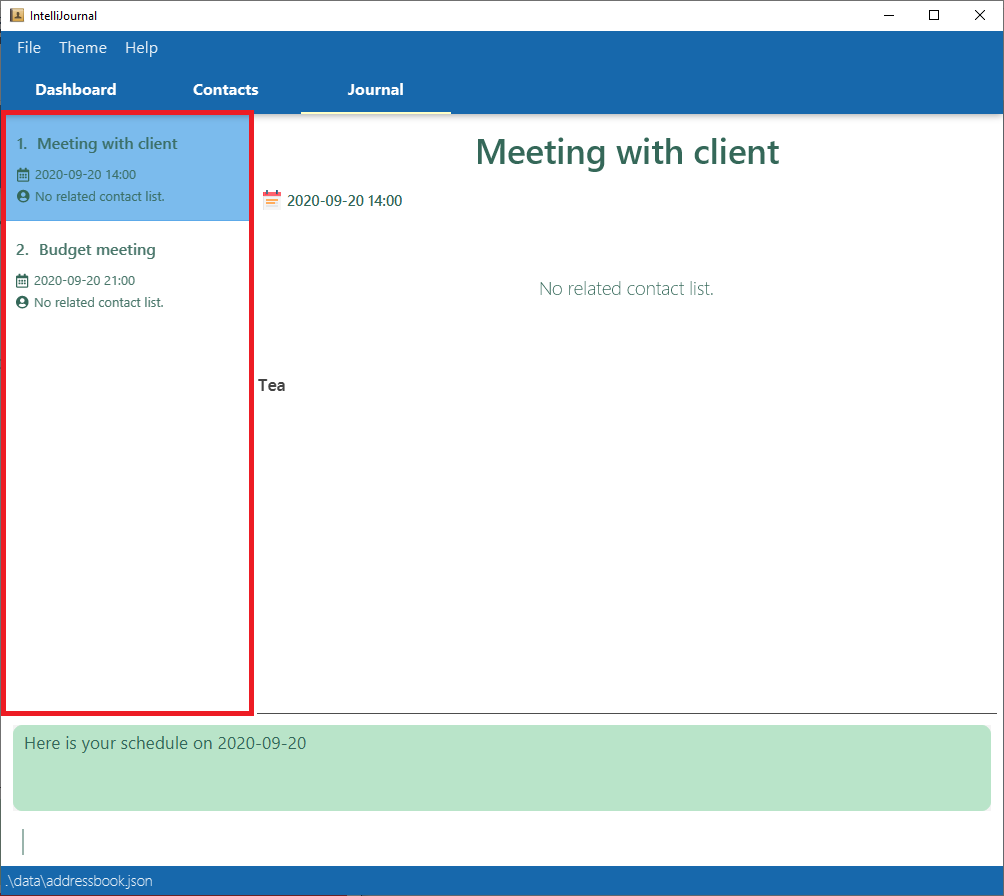 IntelliJournal
File Theme Help
Dashboard Contacts Journal
1. Meeting with client
2020-09-20 14:00
No related contact list.
2. Budget meeting
2020-09-20 21:00
No related contact list.
Meeting with client
2020-09-20 14:00
No related contact list.
Tea
Here is your schedule on 2020-09-20
.\data\addressbook.json